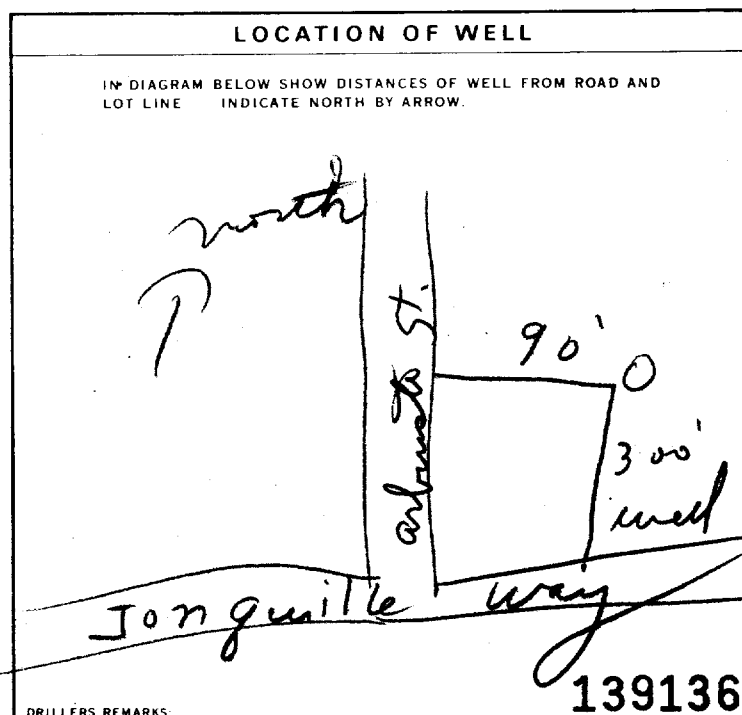 LOCATION OF WELL
IN DIAGRAM BELOW SHOW DISTANCES OF WELL FROM ROAD AND
LOT LINE INDICATE NORTH BY ARROW.
north
St.
90'
300'
well
Jonquille way
139136
DRILLERS REMARKS: